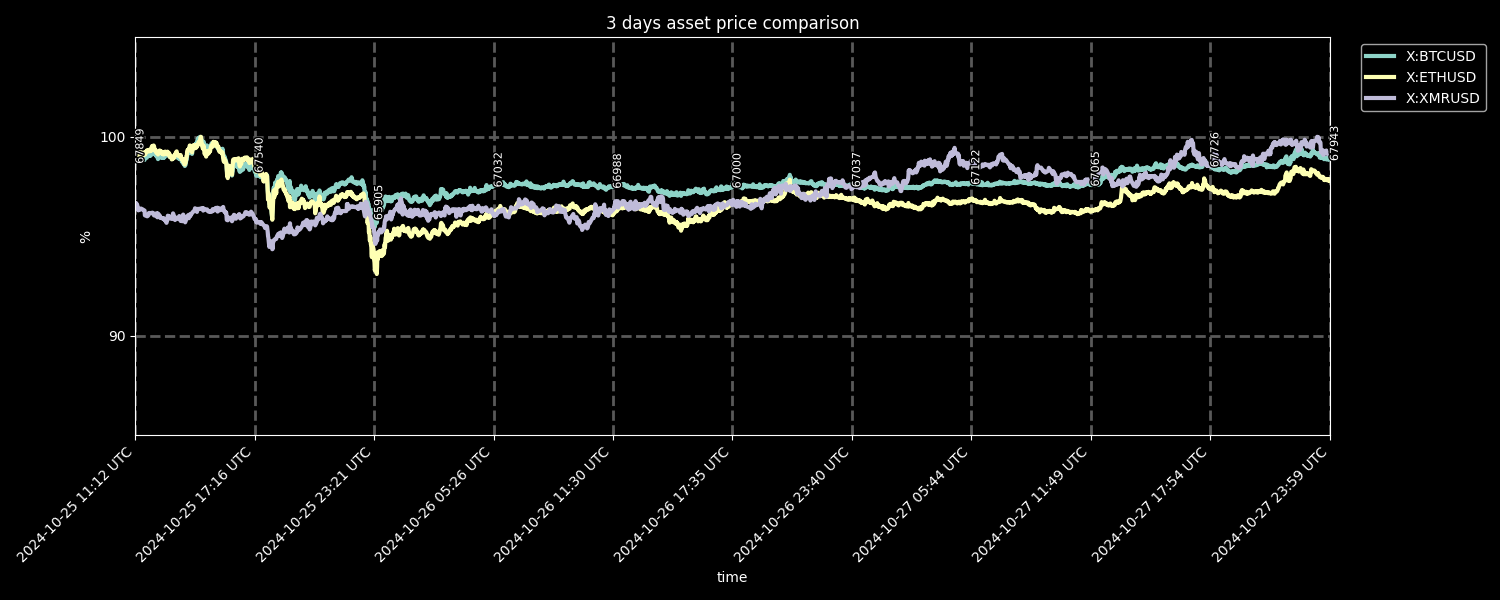 3 days asset price comparison
X:BTCUSD
X:ETHUSD
X:XMRUSD
100
90
%
67849
67540
65905
67032
66988
67000
67037
67122
67065
67726
67943
2024-10-25 11:12 UTC
2024-10-25 17:16 UTC
2024-10-25 23:21 UTC
2024-10-26 05:26 UTC
2024-10-26 11:30 UTC
2024-10-26 17:35 UTC
2024-10-26 23:40 UTC
2024-10-27 05:44 UTC
2024-10-27 11:49 UTC
2024-10-27 17:54 UTC
2024-10-27 23:59 UTC
time